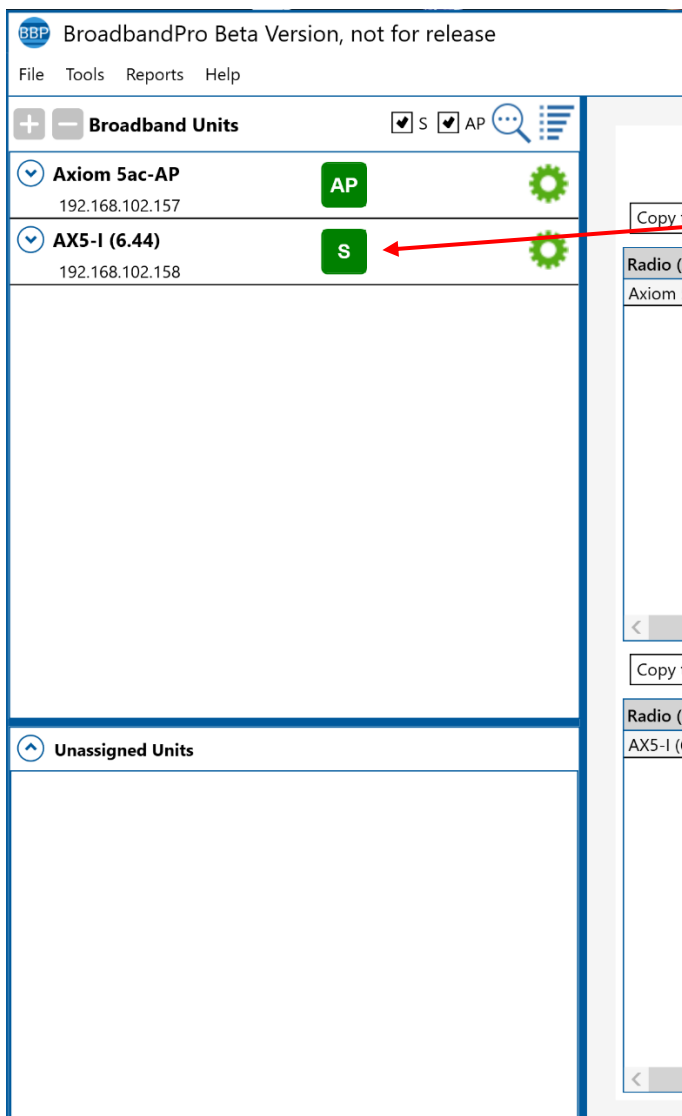 BBP BroadbandPro Beta Version, not for release
File Tools Reports Help
Broadband Units S AP
Axiom 5ac-AP AP
192.168.102.157
AX5-I (6.44) S
192.168.102.158
Unassigned Units
Copy
Radio (
Axiom
Copy
Radio (
AX5-I (